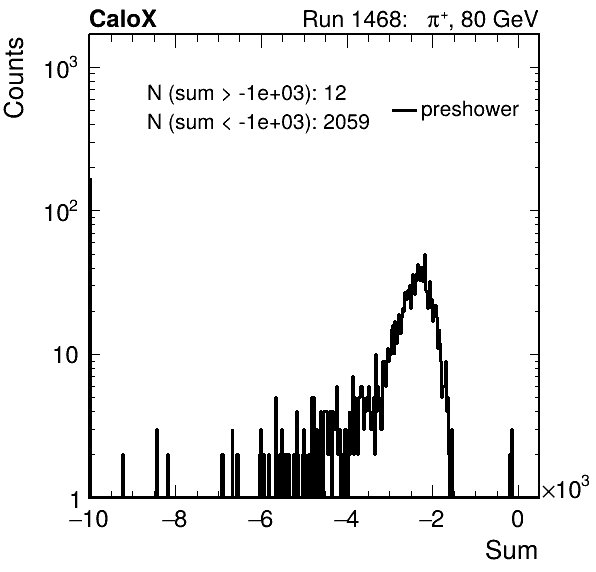 CaloX Run 1468: π⁺, 80 GeV
Counts
10³
N (sum > -1e+03): 12
N (sum < -1e+03): 2059
preshower
10²
10
1
−10 −8 −6 −4 −2 0 ×10³
Sum